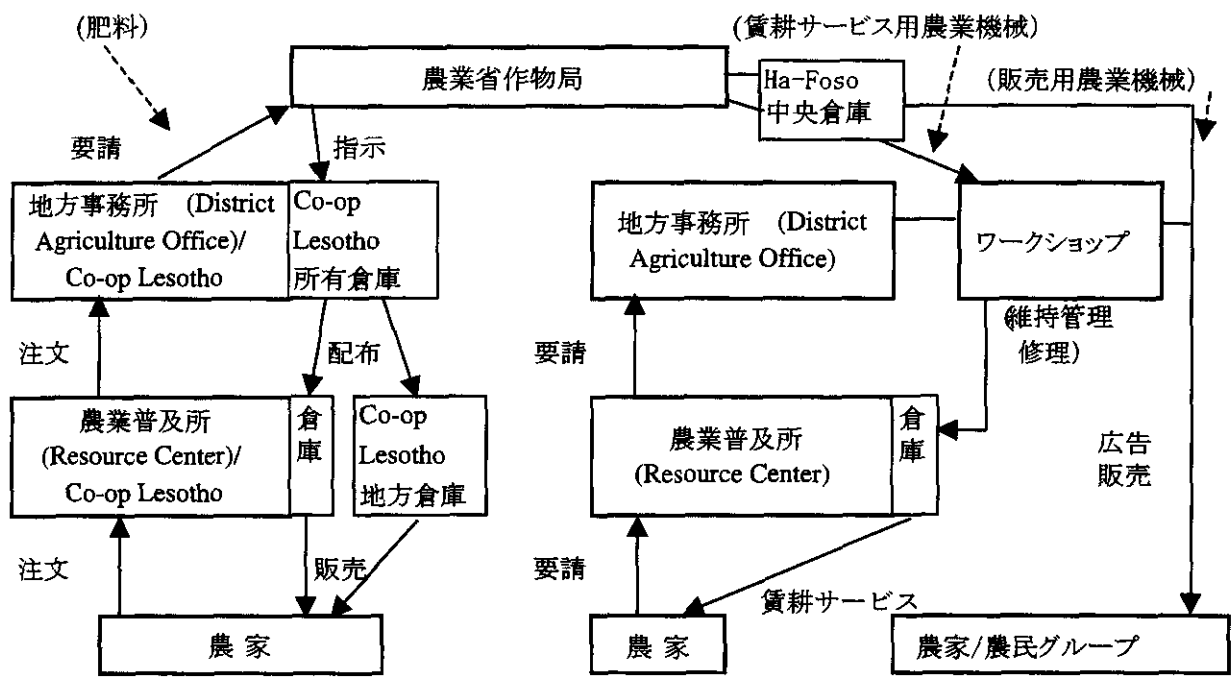 (肥料)
(賃耕サービス用農業機械)
(販売用農業機械)
農業省作物局
Ha-Foso
中央倉庫
要請
指示
地方事務所 (District
Agriculture Office)/
Co-op Lesotho
Co-op
Lesotho
所有倉庫
地方事務所 (District
Agriculture Office)
ワークショップ
注文
配布
要請
(維持管理
修理)
農業普及所
(Resource Center)/
Co-op Lesotho
倉
庫
Co-op
Lesotho
地方倉庫
農業普及所
(Resource Center)
倉
庫
広告
販売
注文
販売
要請
賃耕サービス
農 家
農 家
農家/農民グループ